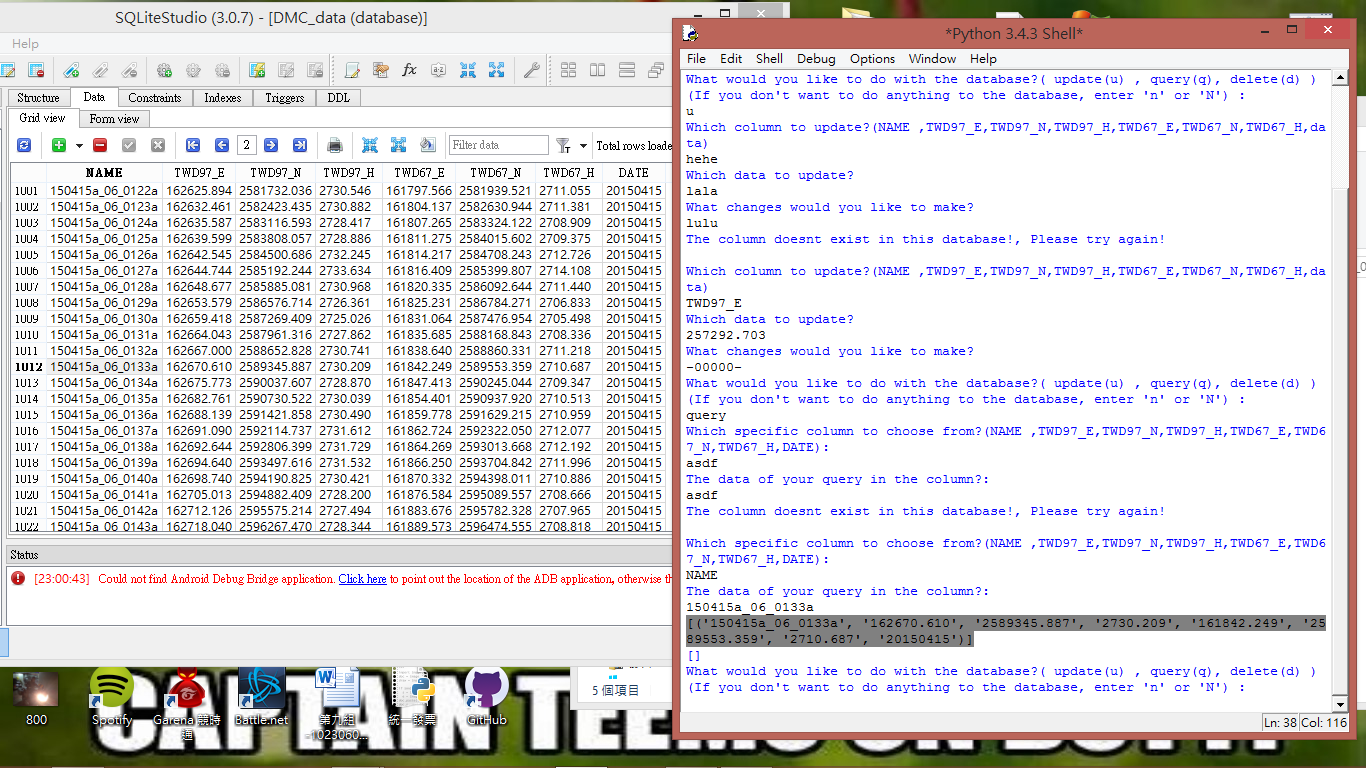 SQLiteStudio (3.0.7) - [DMC_data (database)]
Help
Structure Data Constraints Indexes Triggers DDL
Grid view Form view
2 Filter data Total rows loade
NAME TWD97_E TWD97_N TWD97_H TWD67_E TWD67_N TWD67_H DATE
1001 150415a_06_0122a 162625.894 2581732.036 2730.546 161797.566 2581939.521 2711.055 20150415
1002 150415a_06_0123a 162632.461 2582423.435 2730.882 161804.137 2582630.944 2711.381 20150415
1003 150415a_06_0124a 162635.587 2583116.593 2728.417 161807.265 2583324.122 2708.909 20150415
1004 150415a_06_0125a 162639.599 2583808.057 2728.886 161811.275 2584015.602 2709.375 20150415
1005 150415a_06_0126a 162642.545 2584500.686 2732.245 161814.217 2584708.243 2712.726 20150415
1006 150415a_06_0127a 162644.744 2585192.244 2733.634 161816.409 2585399.807 2714.108 20150415
1007 150415a_06_0128a 162648.677 2585885.081 2730.968 161820.335 2586092.644 2711.440 20150415
1008 150415a_06_0129a 162653.579 2586576.714 2726.361 161825.231 2586784.271 2706.833 20150415
1009 150415a_06_0130a 162659.418 2587269.409 2725.026 161831.064 2587476.954 2705.498 20150415
1010 150415a_06_0131a 162664.043 2587961.316 2727.862 161835.685 2588168.843 2708.336 20150415
1011 150415a_06_0132a 162667.000 2588652.828 2730.741 161838.640 2588860.331 2711.218 20150415
1012 150415a_06_0133a 162670.610 2589345.887 2730.209 161842.249 2589553.359 2710.687 20150415
1013 150415a_06_0134a 162675.773 2590037.607 2728.870 161847.413 2590245.044 2709.347 20150415
1014 150415a_06_0135a 162682.761 2590730.522 2730.039 161854.401 2590937.920 2710.513 20150415
1015 150415a_06_0136a 162688.139 2591421.858 2730.490 161859.778 2591629.215 2710.959 20150415
1016 150415a_06_0137a 162691.090 2592114.737 2731.612 161862.724 2592322.050 2712.077 20150415
1017 150415a_06_0138a 162692.644 2592806.399 2731.729 161864.269 2593013.668 2712.192 20150415
1018 150415a_06_0139a 162694.640 2593497.616 2731.532 161866.250 2593704.842 2711.996 20150415
1019 150415a_06_0140a 162698.740 2594190.825 2730.421 161870.332 2594398.011 2710.886 20150415
1020 150415a_06_0141a 162705.013 2594882.409 2728.200 161876.584 2595089.557 2708.666 20150415
1021 150415a_06_0142a 162712.126 2595575.214 2727.494 161883.676 2595782.328 2707.965 20150415
1022 150415a_06_0143a 162718.040 2596267.470 2728.344 161889.573 2596474.555 2708.818 20150415
Status
[23:00:43] Could not find Android Debug Bridge application. Click here to point out the location of the ADB application, otherwise th
*Python 3.4.3 Shell*
File Edit Shell Debug Options Windows Help
What would you like to do with the database?( update(u) , query(q), delete(d) )
(If you don't want to do anything to the database, enter 'n' or 'N') :
u
Which column to update?(NAME ,TWD97_E,TWD97_N,TWD97_H,TWD67_E,TWD67_N,TWD67_H,da
ta)
hehe
Which data to update?
lala
What changes would you like to make?
lulu
The column doesnt exist in this database!, Please try again!
Which column to update?(NAME ,TWD97_E,TWD97_N,TWD97_H,TWD67_E,TWD67_N,TWD67_H,da
ta)
TWD97_E
Which data to update?
257292.703
What changes would you like to make?
-00000-
What would you like to do with the database?( update(u) , query(q), delete(d) )
(If you don't want to do anything to the database, enter 'n' or 'N') :
query
Which specific column to choose from?(NAME ,TWD97_E,TWD97_N,TWD97_H,TWD67_E,TWD6
7_N,TWD67_H,DATE):
asdf
The data of your query in the column?:
asdf
The column doesnt exist in this database!, Please try again!
Which specific column to choose from?(NAME ,TWD97_E,TWD97_N,TWD97_H,TWD67_E,TWD6
7_N,TWD67_H,DATE):
NAME
The data of your query in the column?:
150415a_06_0133a
[('150415a_06_0133a', '162670.610', '2589345.887', '2730.209', '161842.249', '25
89553.359', '2710.687', '20150415')]
[]
What would you like to do with the database?( update(u) , query(q), delete(d) )
(If you don't want to do anything to the database, enter 'n' or 'N') :
Ln: 38 Col: 116
5 個項目
800
Spotify
Garena 競時通
Battle.net
第九組-1023060...
統一發票
GitHub
CAPTAIN TEEMO ON DUTY!